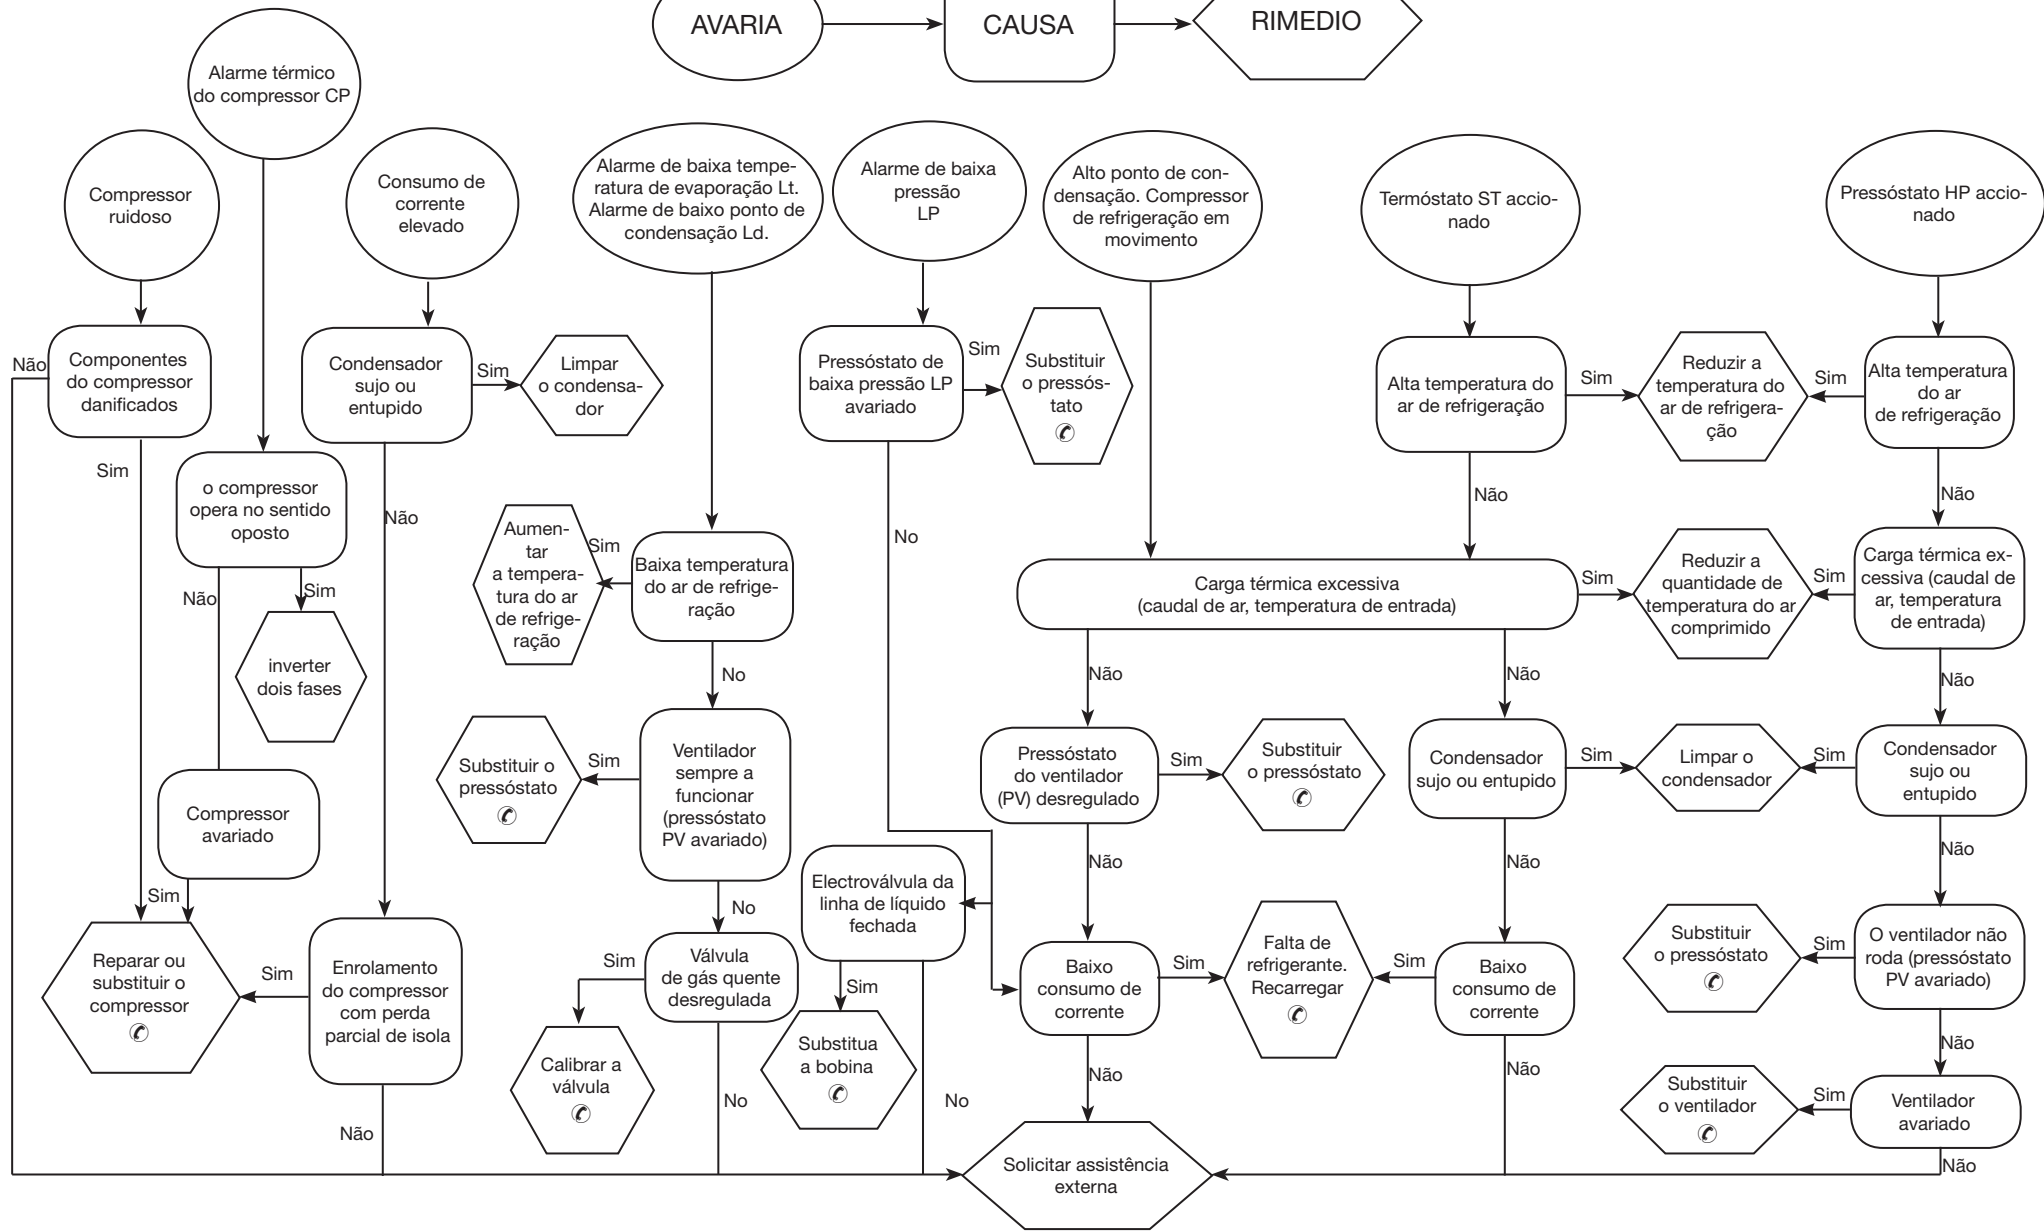 AVARIA
CAUSA
RIMEDIO
Alarme térmico
do compressor CP
Compressor
ruidoso
Consumo de
corrente
elevado
Alarme de baixa tempe-
ratura de evaporação Lt.
Alarme de baixo ponto de
condensação Ld.
Alarme de baixa
pressão
LP
Alto ponto de con-
densação. Compressor
de refrigeração em
movimento
Termóstato ST accio-
nado
Pressóstato HP accio-
nado
Não
Componentes
do compressor
danificados
Condensador
sujo ou
entupido
Sim
Limpar
o condensa-
dor
Pressóstato de
baixa pressão LP
avariado
Sim
Substituir
o pressós-
tato
Alta temperatura do
ar de refrigeração
Sim
Reduzir a
temperatura do
ar de refrigera-
ção
Sim
Alta temperatura
do ar
de refrigeração
Sim
o compressor
opera no sentido
oposto
Não
Não
Sim
inverter
dois fases
Aumen-
tar
a tempera-
tura do ar
de refrige-
ração
Sim
Baixa temperatura
do ar de refrige-
ração
No
No
Não
Não
Carga térmica excessiva
(caudal de ar, temperatura de entrada)
Sim
Reduzir a
quantidade de
temperatura do ar
comprimido
Sim
Carga térmica ex-
cessiva (caudal de
ar, temperatura
de entrada)
Não
Não
Não
Substituir o
pressóstato
Sim
Ventilador
sempre a
funcionar
(pressóstato
PV avariado)
Pressóstato
do ventilador
(PV) desregulado
Sim
Substituir
o pressóstato
Condensador
sujo ou entupido
Sim
Limpar o
condensador
Sim
Condensador
sujo ou
entupido
Compressor
avariado
Sim
No
Electroválvula da
linha de líquido
fechada
Não
Não
Não
Reparar ou
substituir o
compressor
Sim
Enrolamento
do compressor
com perda
parcial de isola
Sim
Válvula
de gás quente
desregulada
Sim
Baixo
consumo de
corrente
Sim
Falta de
refrigerante.
Recarregar
Sim
Baixo
consumo de
corrente
Substituir
o pressóstato
Sim
O ventilador não
roda (pressóstato
PV avariado)
Não
Calibrar a
válvula
No
Substitua
a bobina
No
Não
Não
Não
Substituir
o ventilador
Sim
Ventilador
avariado
Não
Solicitar assistência
externa